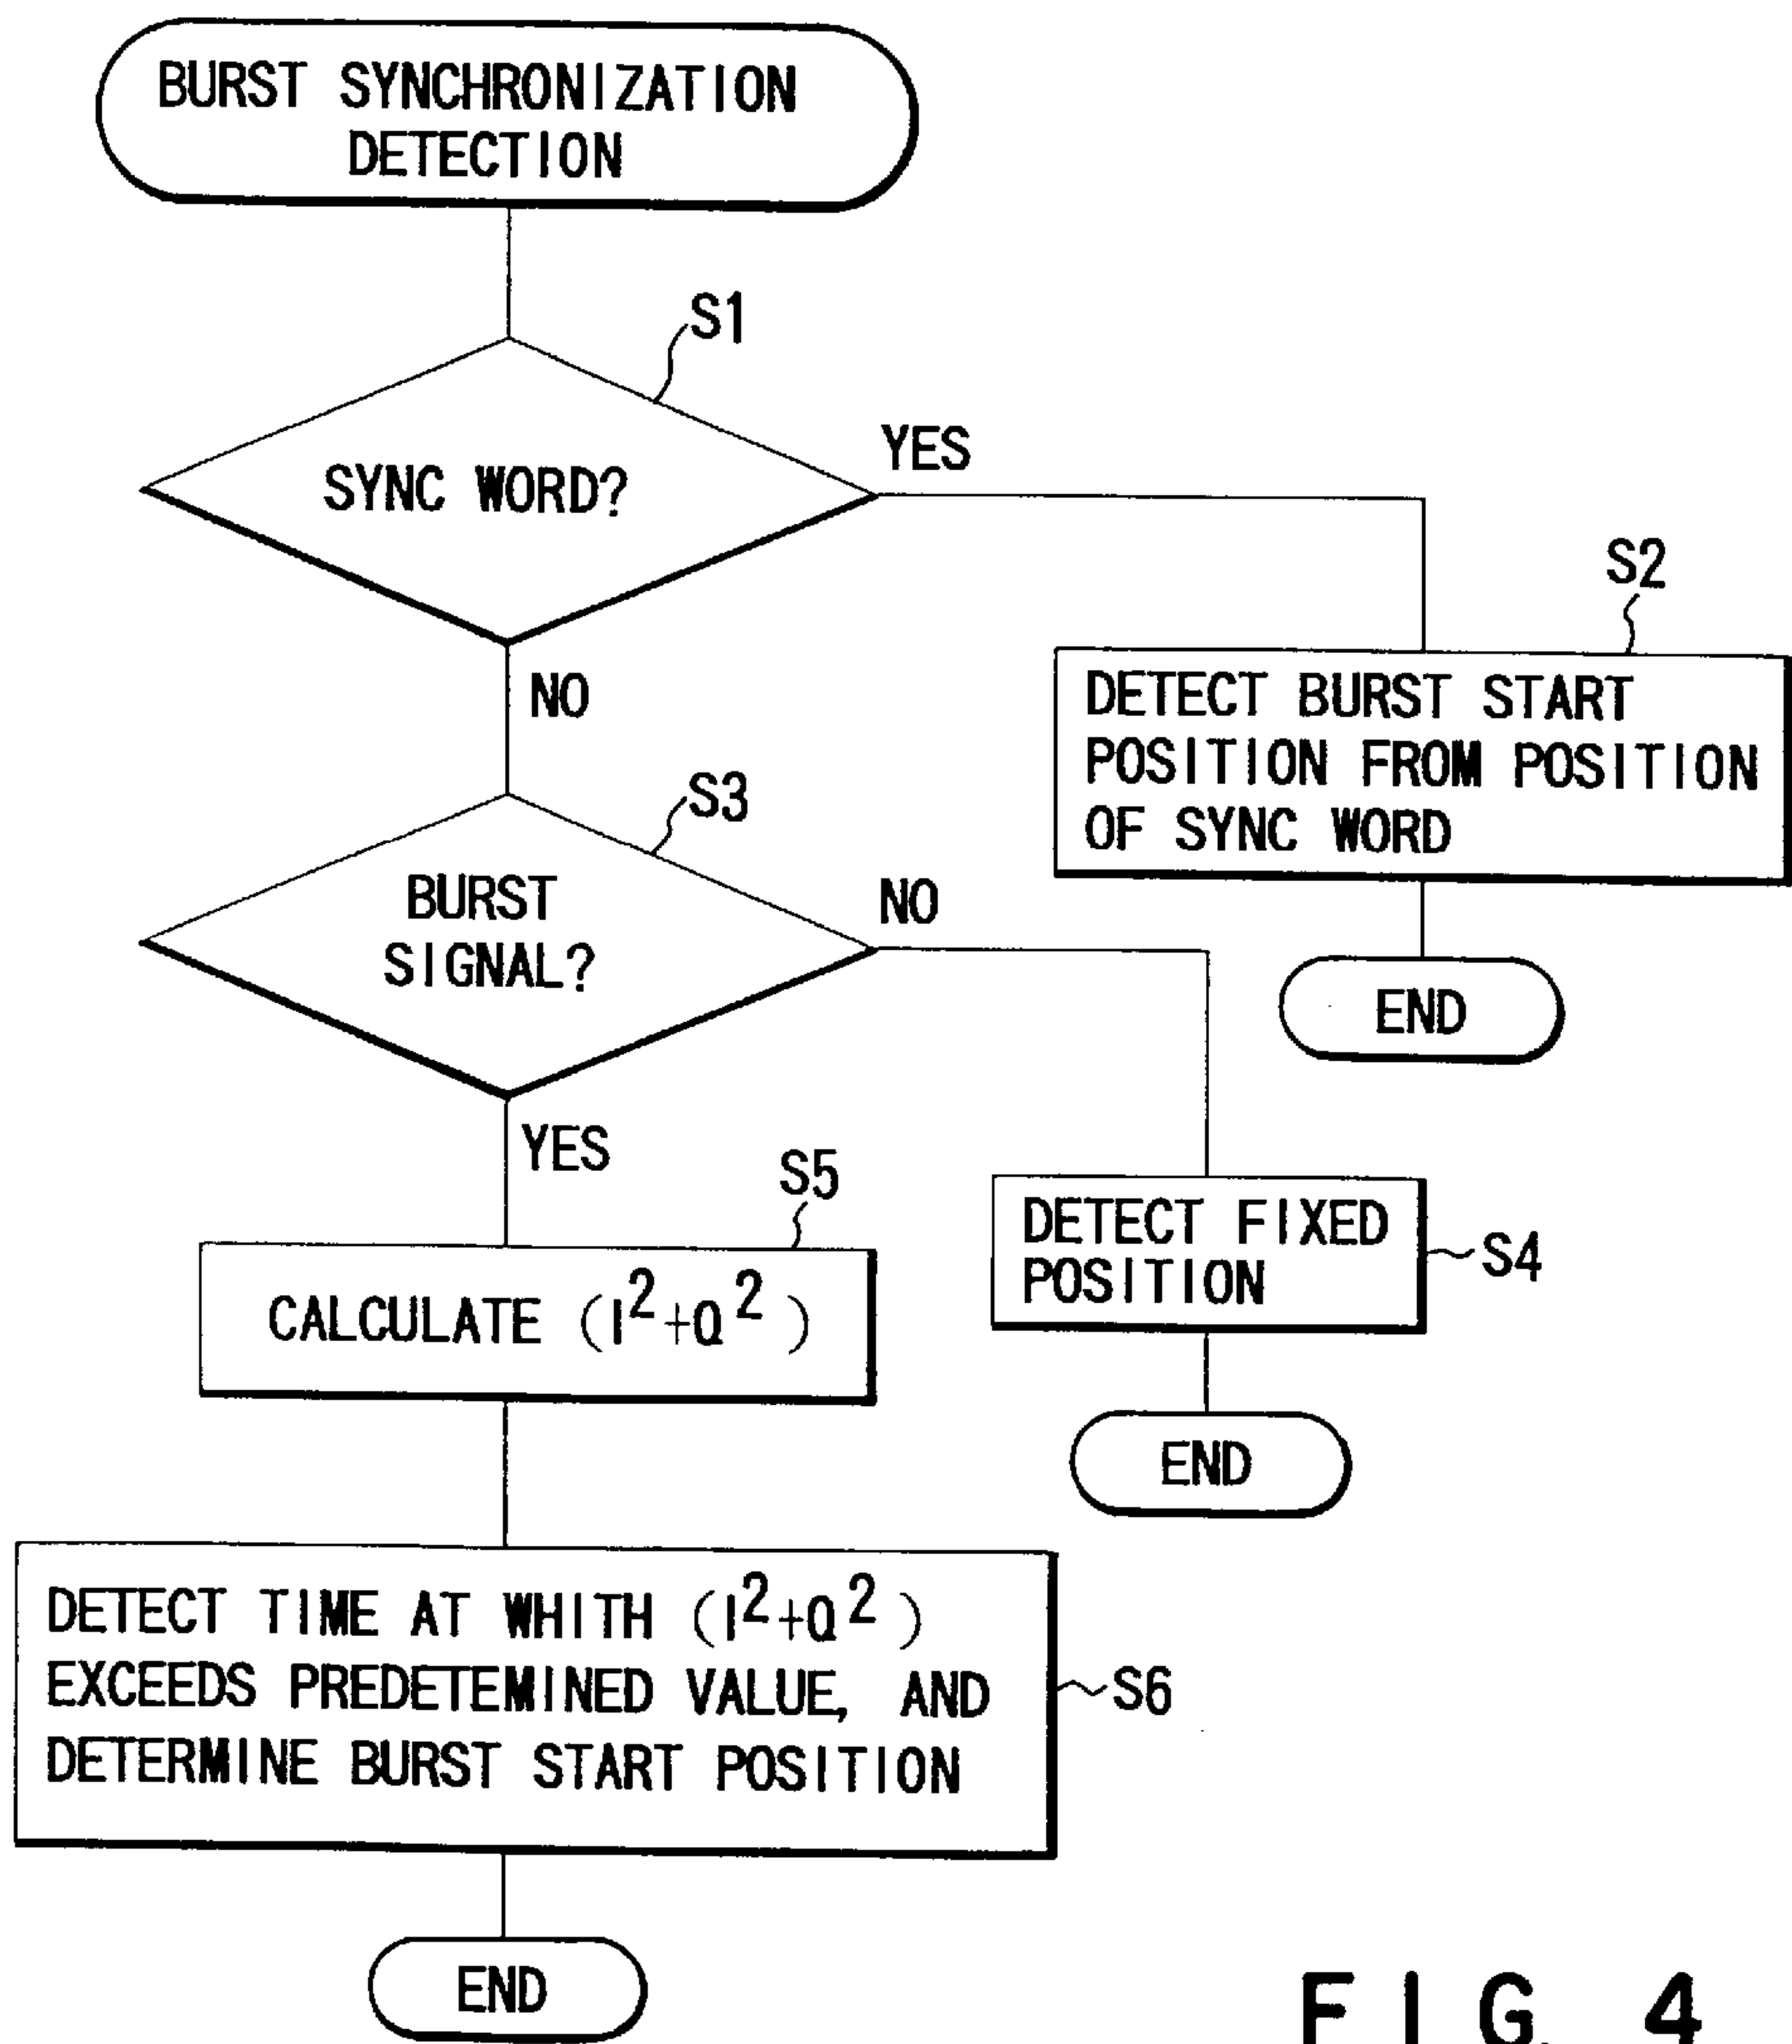 BURST SYNCHRONIZATION
DETECTION
S1
SYNC WORD?
YES
S2
NO
DETECT BURST START
POSITION FROM POSITION
OF SYNC WORD
S3
BURST
SIGNAL?
NO
END
YES
S5
DETECT FIXED
POSITION
S4
CALCULATE (I²+Q²)
END
DETECT TIME AT WHITH (I²+Q²)
EXCEEDS PREDETEMINED VALUE, AND
DETERMINE BURST START POSITION
S6
END
FIG. 4